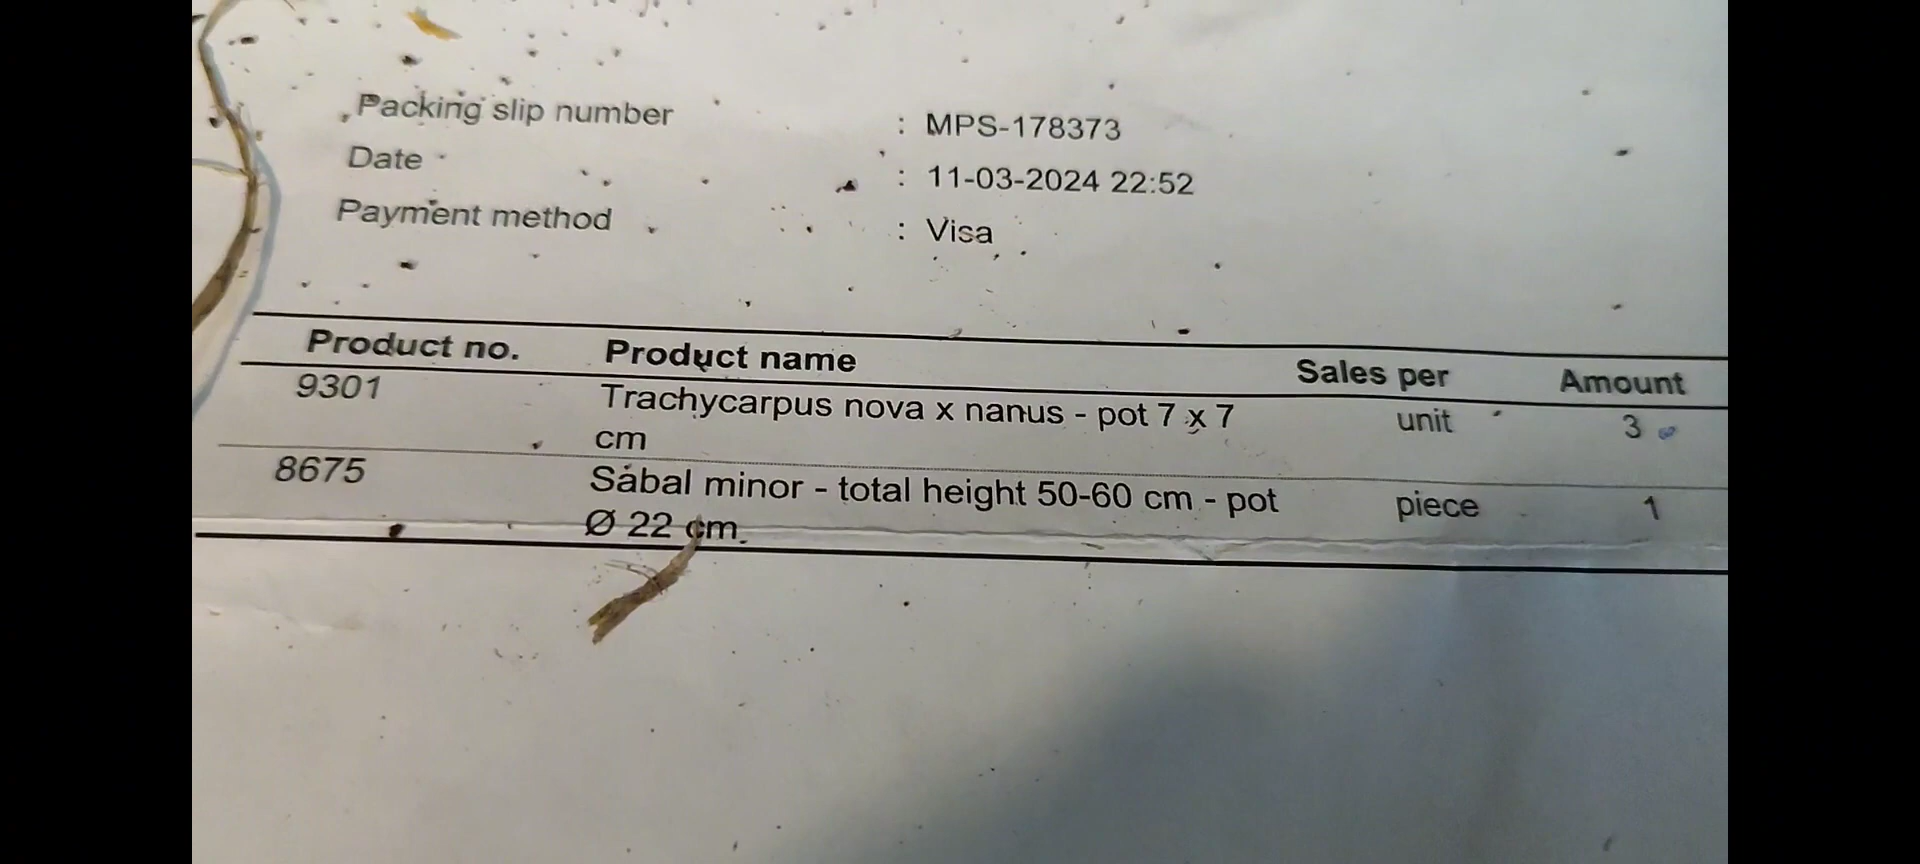 Packing slip number : MPS-178373
Date : 11-03-2024 22:52
Payment method : Visa
Product no. Product name Sales per Amount
9301 Trachycarpus nova x nanus - pot 7 x 7 unit 3
cm
8675 Sabal minor - total height 50-60 cm - pot piece 1
Ø 22 cm.